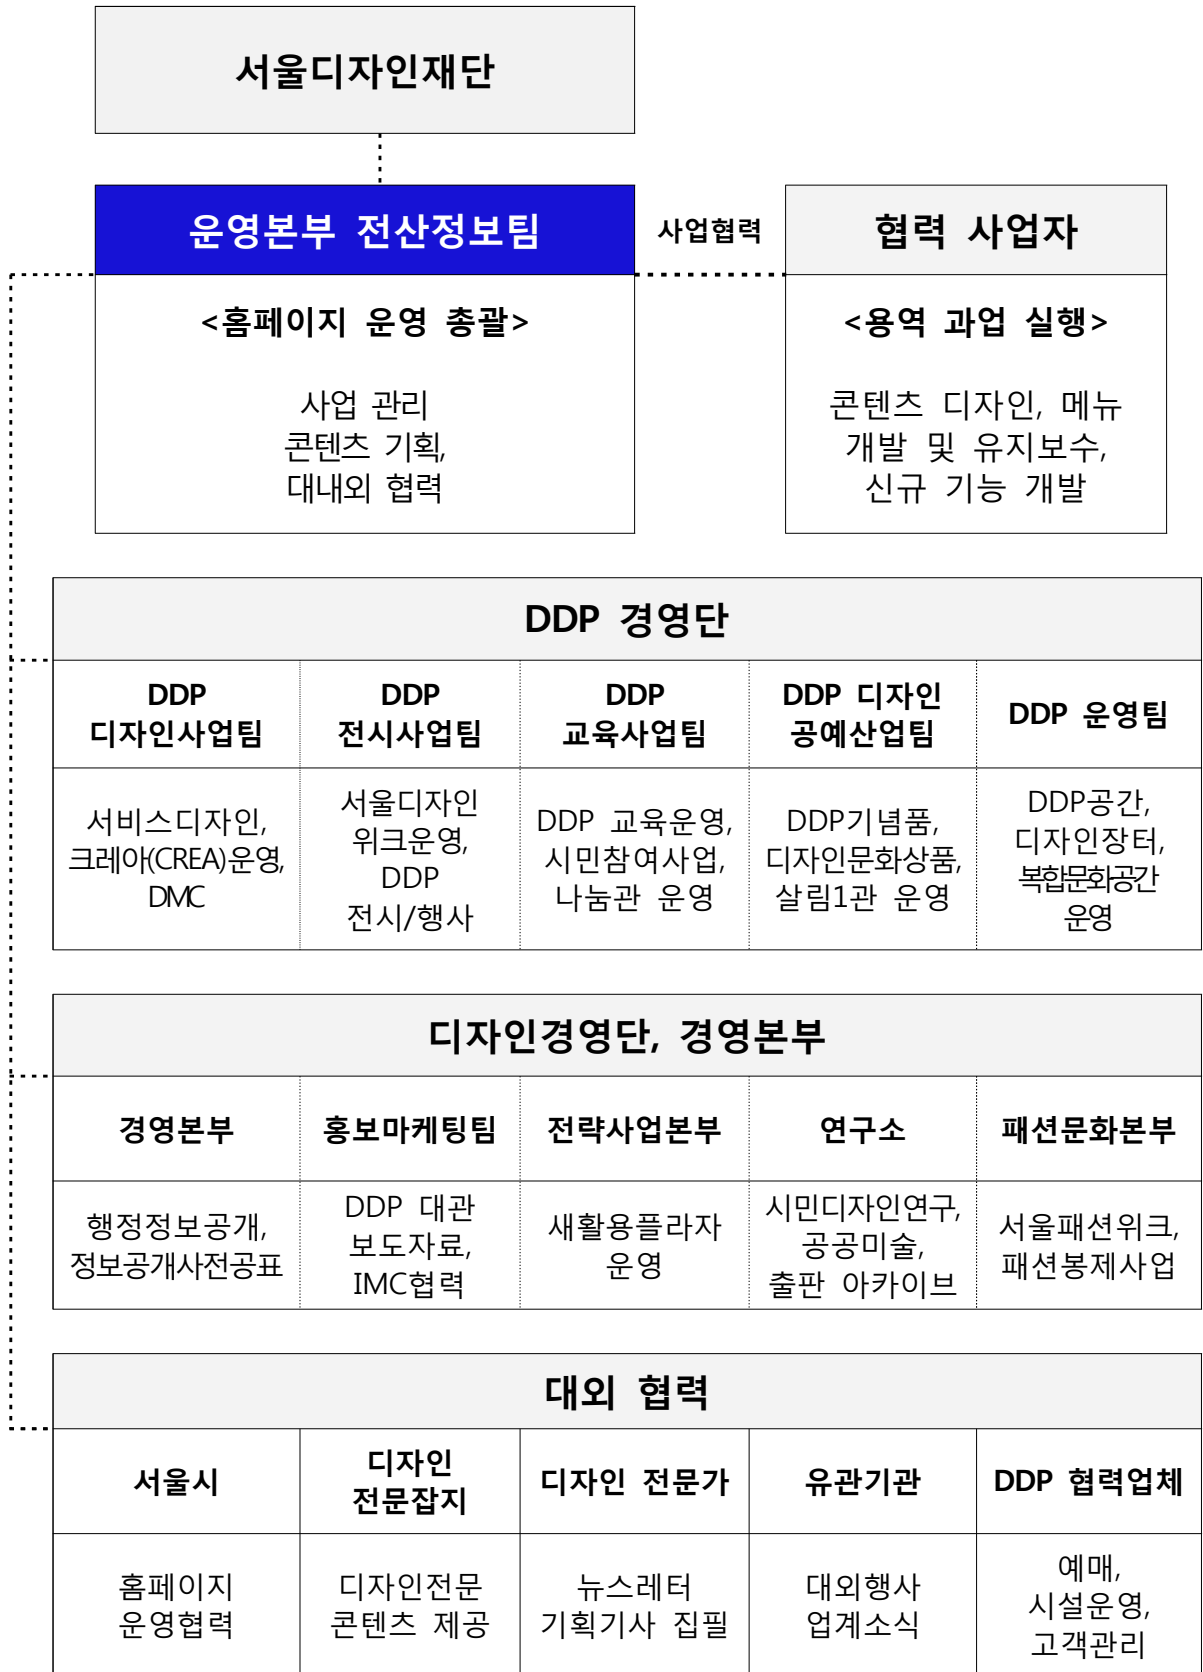 서울디자인재단
운영본부 전산정보팀
사업협력
협력 사업자
<홈페이지 운영 총괄>
사업 관리
콘텐츠 기획,
대내외 협력
<용역 과업 실행>
콘텐츠 디자인, 메뉴
개발 및 유지보수,
신규 기능 개발
DDP 경영단
DDP
디자인사업팀
DDP
전시사업팀
DDP
교육사업팀
DDP 디자인
공예산업팀
DDP 운영팀
서비스디자인,
크레아(CREA)운영,
DMC
서울디자인
위크운영,
DDP
전시/행사
DDP 교육운영,
시민참여사업,
나눔관 운영
DDP기념품,
디자인문화상품,
살림1관 운영
DDP공간,
디자인장터,
복합문화공간
운영
디자인경영단, 경영본부
경영본부
홍보마케팅팀
전략사업본부
연구소
패션문화본부
행정정보공개,
정보공개사전공표
DDP 대관
보도자료,
IMC협력
새활용플라자
운영
시민디자인연구,
공공미술,
출판 아카이브
서울패션위크,
패션봉제사업
대외 협력
서울시
디자인
전문잡지
디자인 전문가
유관기관
DDP 협력업체
홈페이지
운영협력
디자인전문
콘텐츠 제공
뉴스레터
기획기사 집필
대외행사
업계소식
예매,
시설운영,
고객관리